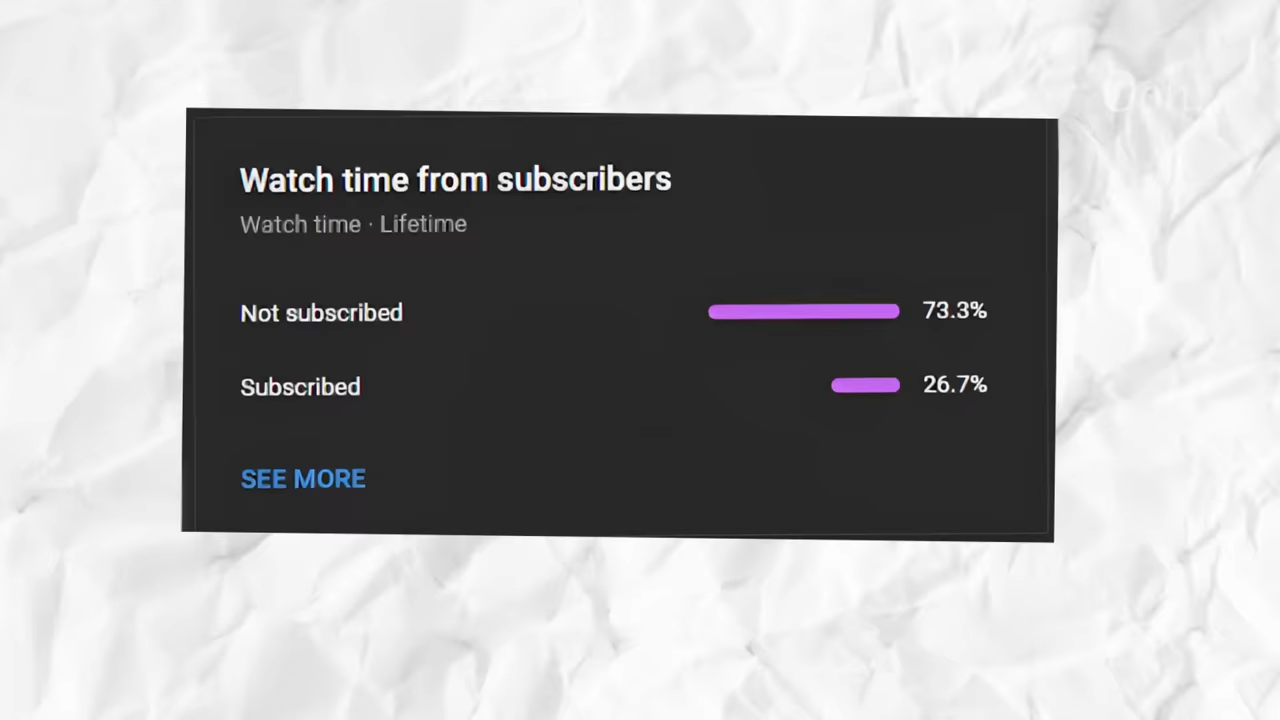 Watch time from subscribers
Watch time · Lifetime
Not subscribed 73.3%
Subscribed 26.7%
SEE MORE